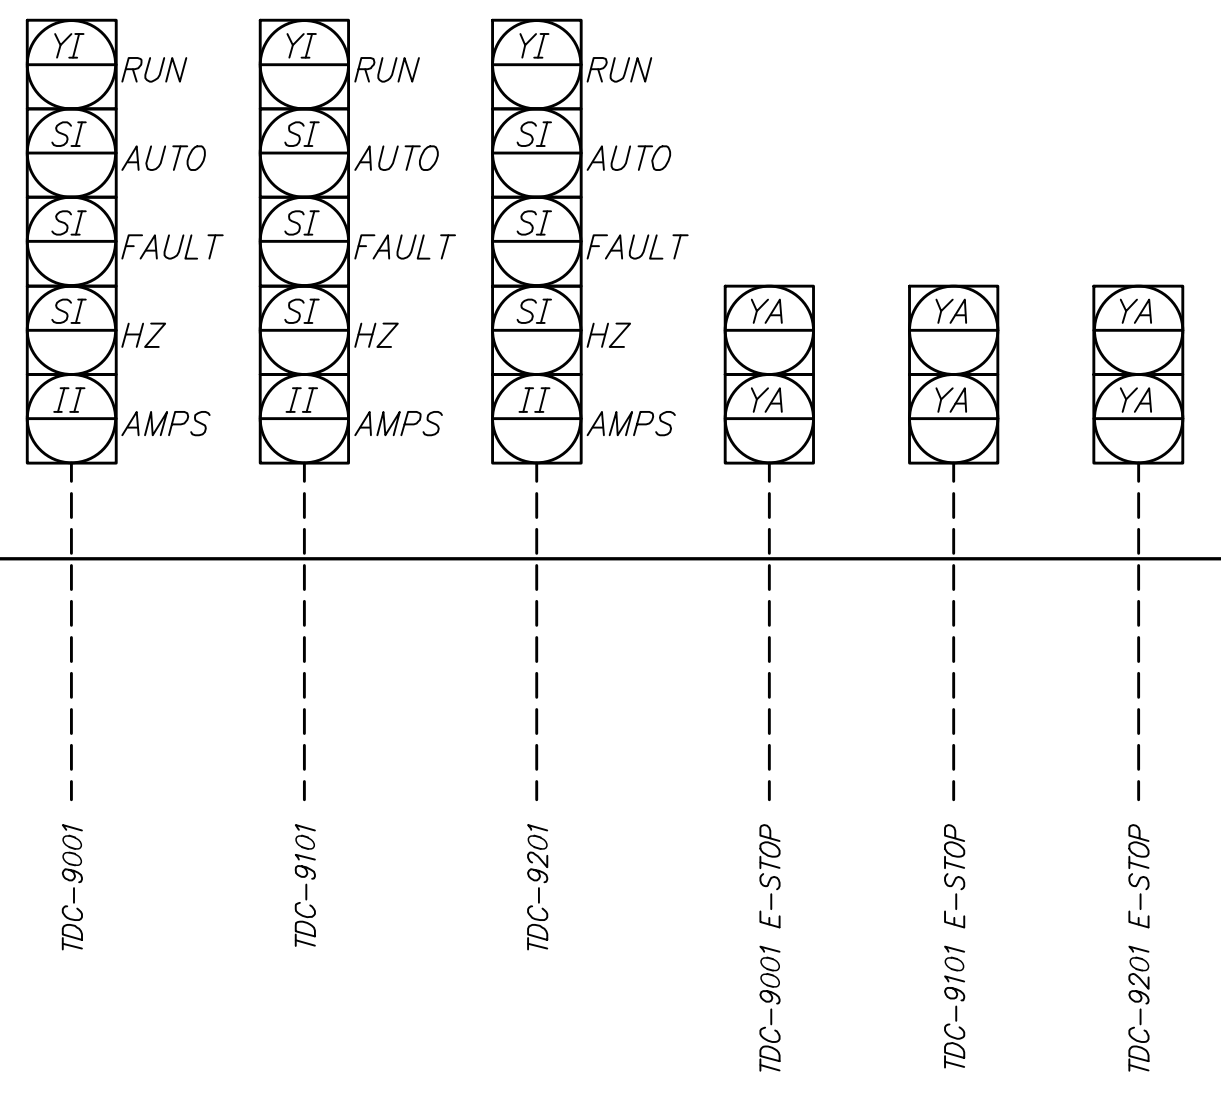 YI RUN YI RUN YI RUN
SI AUTO SI AUTO SI AUTO
SI FAULT SI FAULT SI FAULT
SI HZ SI HZ SI HZ YA YA YA
II AMPS II AMPS II AMPS YA YA YA
TDC-9001
TDC-9101
TDC-9201
TDC-9001 E-STOP
TDC-9101 E-STOP
TDC-9201 E-STOP